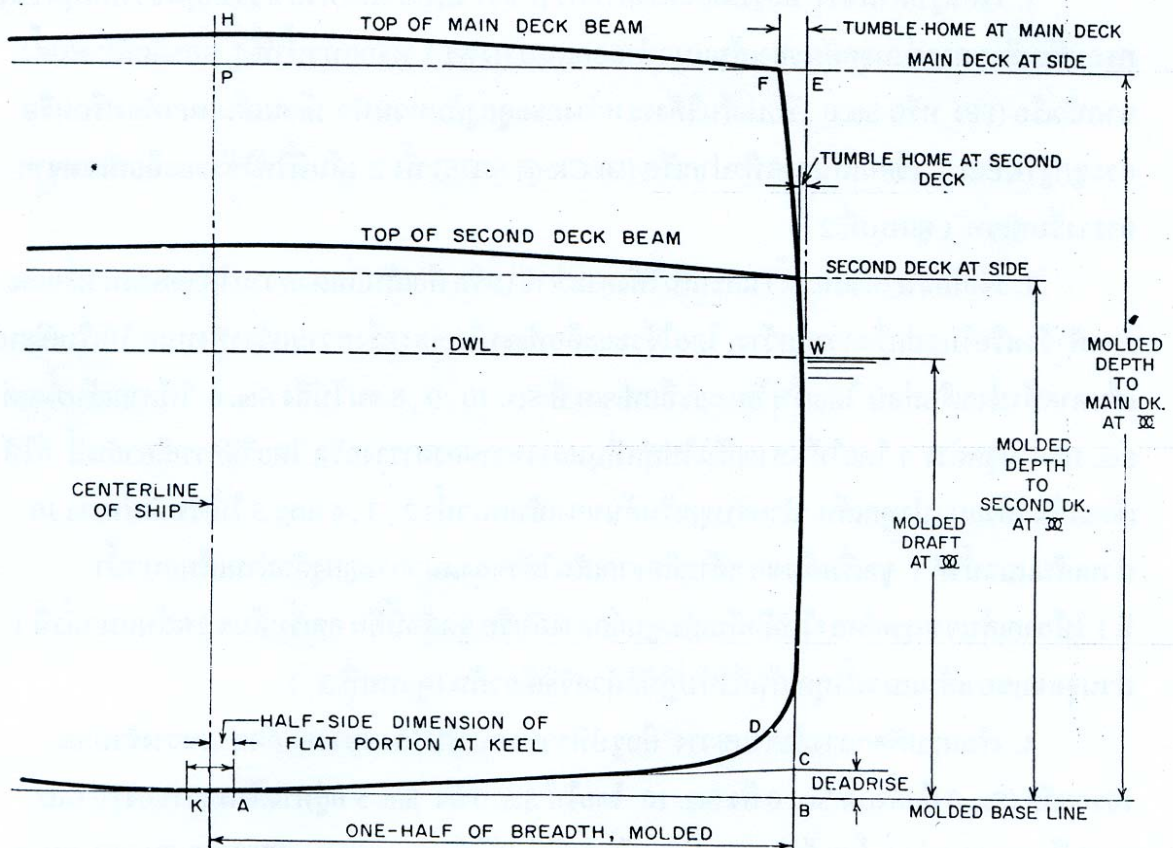 H
TOP OF MAIN DECK BEAM
TUMBLE HOME AT MAIN DECK
MAIN DECK AT SIDE
P
F
E
TUMBLE HOME AT SECOND
DECK
TOP OF SECOND DECK BEAM
SECOND DECK AT SIDE
DWL
W
MOLDED
DEPTH
TO
MAIN DK.
AT
MOLDED
DEPTH
TO
SECOND DK.
AT
MOLDED
DRAFT
AT
CENTERLINE
OF SHIP
HALF-SIDE DIMENSION OF
FLAT PORTION AT KEEL
D
C
DEADRISE
K
A
B
MOLDED BASE LINE
ONE-HALF OF BREADTH, MOLDED